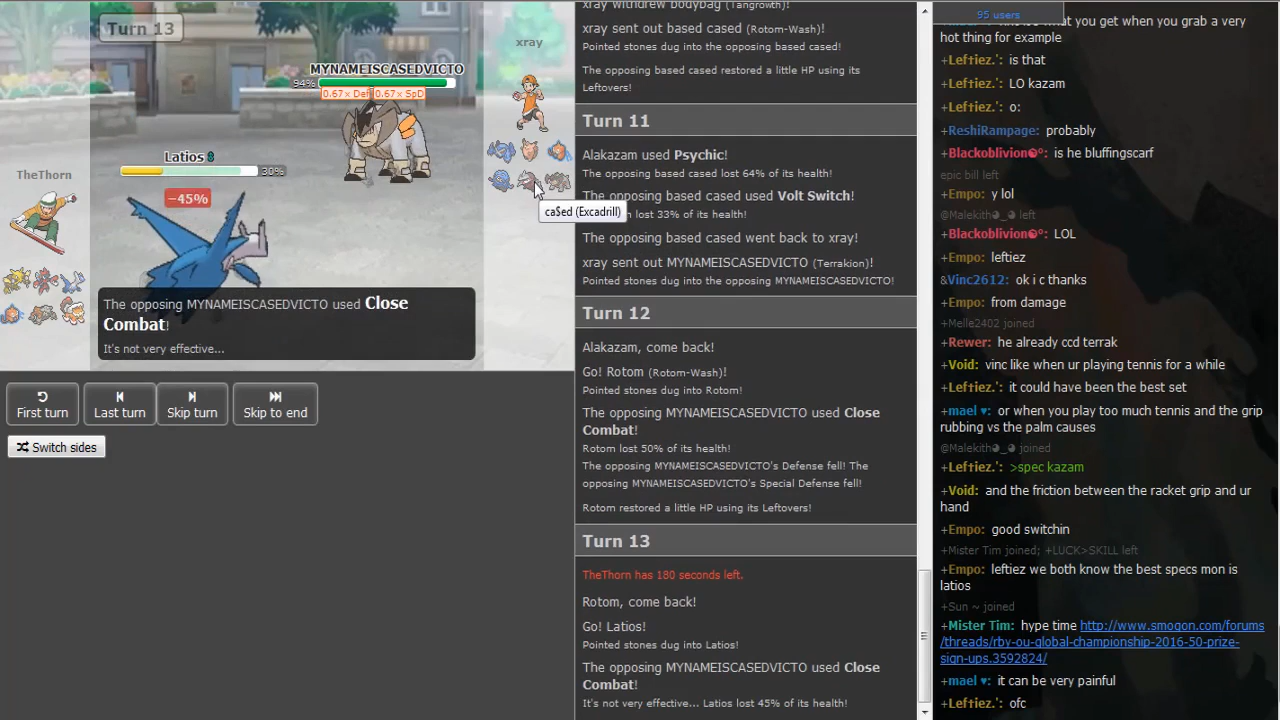 Turn 13
xray
MYNAMEISCASEDVICTO
94%
0.67× Def
0.67× SpD
Latios
30%
−45%
TheThorn
ca$ed (Excadrill)
The opposing MYNAMEISCASEDVICTO used Close
Combat!
It's not very effective...
First turn
Last turn
Skip turn
Skip to end
Switch sides
xray withdrew bodybag (Tangrowth)!
xray sent out based cased (Rotom-Wash)!
Pointed stones dug into the opposing based cased!
The opposing based cased restored a little HP using its
Leftovers!
Turn 11
Alakazam used Psychic!
The opposing based cased lost 64% of its health!
The opposing based cased used Volt Switch!
lost 33% of its health!
The opposing based cased went back to xray!
xray sent out MYNAMEISCASEDVICTO (Terrakion)!
Pointed stones dug into the opposing MYNAMEISCASEDVICTO!
Turn 12
Alakazam, come back!
Go! Rotom (Rotom-Wash)!
Pointed stones dug into Rotom!
The opposing MYNAMEISCASEDVICTO used Close
Combat!
Rotom lost 50% of its health!
The opposing MYNAMEISCASEDVICTO's Defense fell! The
opposing MYNAMEISCASEDVICTO's Special Defense fell!
Rotom restored a little HP using its Leftovers!
Turn 13
TheThorn has 180 seconds left.
Rotom, come back!
Go! Latios!
Pointed stones dug into Latios!
The opposing MYNAMEISCASEDVICTO used Close
Combat!
It's not very effective... Latios lost 45% of its health!
95 users
what you get when you grab a very
hot thing for example
+Leftiez.': is that
+Leftiez.': LO kazam
+Leftiez.': o:
+ReshiRampage: probably
+Blackoblivion☯°: is he bluffingscarf
epic bill left
+Empo: y lol
@Malekith◕_◕ left
+Blackoblivion☯°: LOL
+Empo: leftiez
&Vinc2612: ok i c thanks
+Empo: from damage
+Melle2402 joined
+Rewer: he already ccd terrak
+Void: vinc like when ur playing tennis for a while
+Leftiez.': it could have been the best set
+mael ♥: or when you play too much tennis and the grip
rubbing vs the palm causes
@Malekith◕_◕ joined
+Leftiez.': >spec kazam
+Void: and the friction between the racket grip and ur
hand
+Empo: good switchin
+Mister Tim joined; +LUCK>SKILL left
+Empo: leftiez we both know the best specs mon is
latios
+Sun ~ joined
+Mister Tim: hype time http://www.smogon.com/forums
/threads/rby-ou-global-championship-2016-50-prize-
sign-ups.3592824/
+mael ♥: it can be very painful
+Leftiez.': ofc